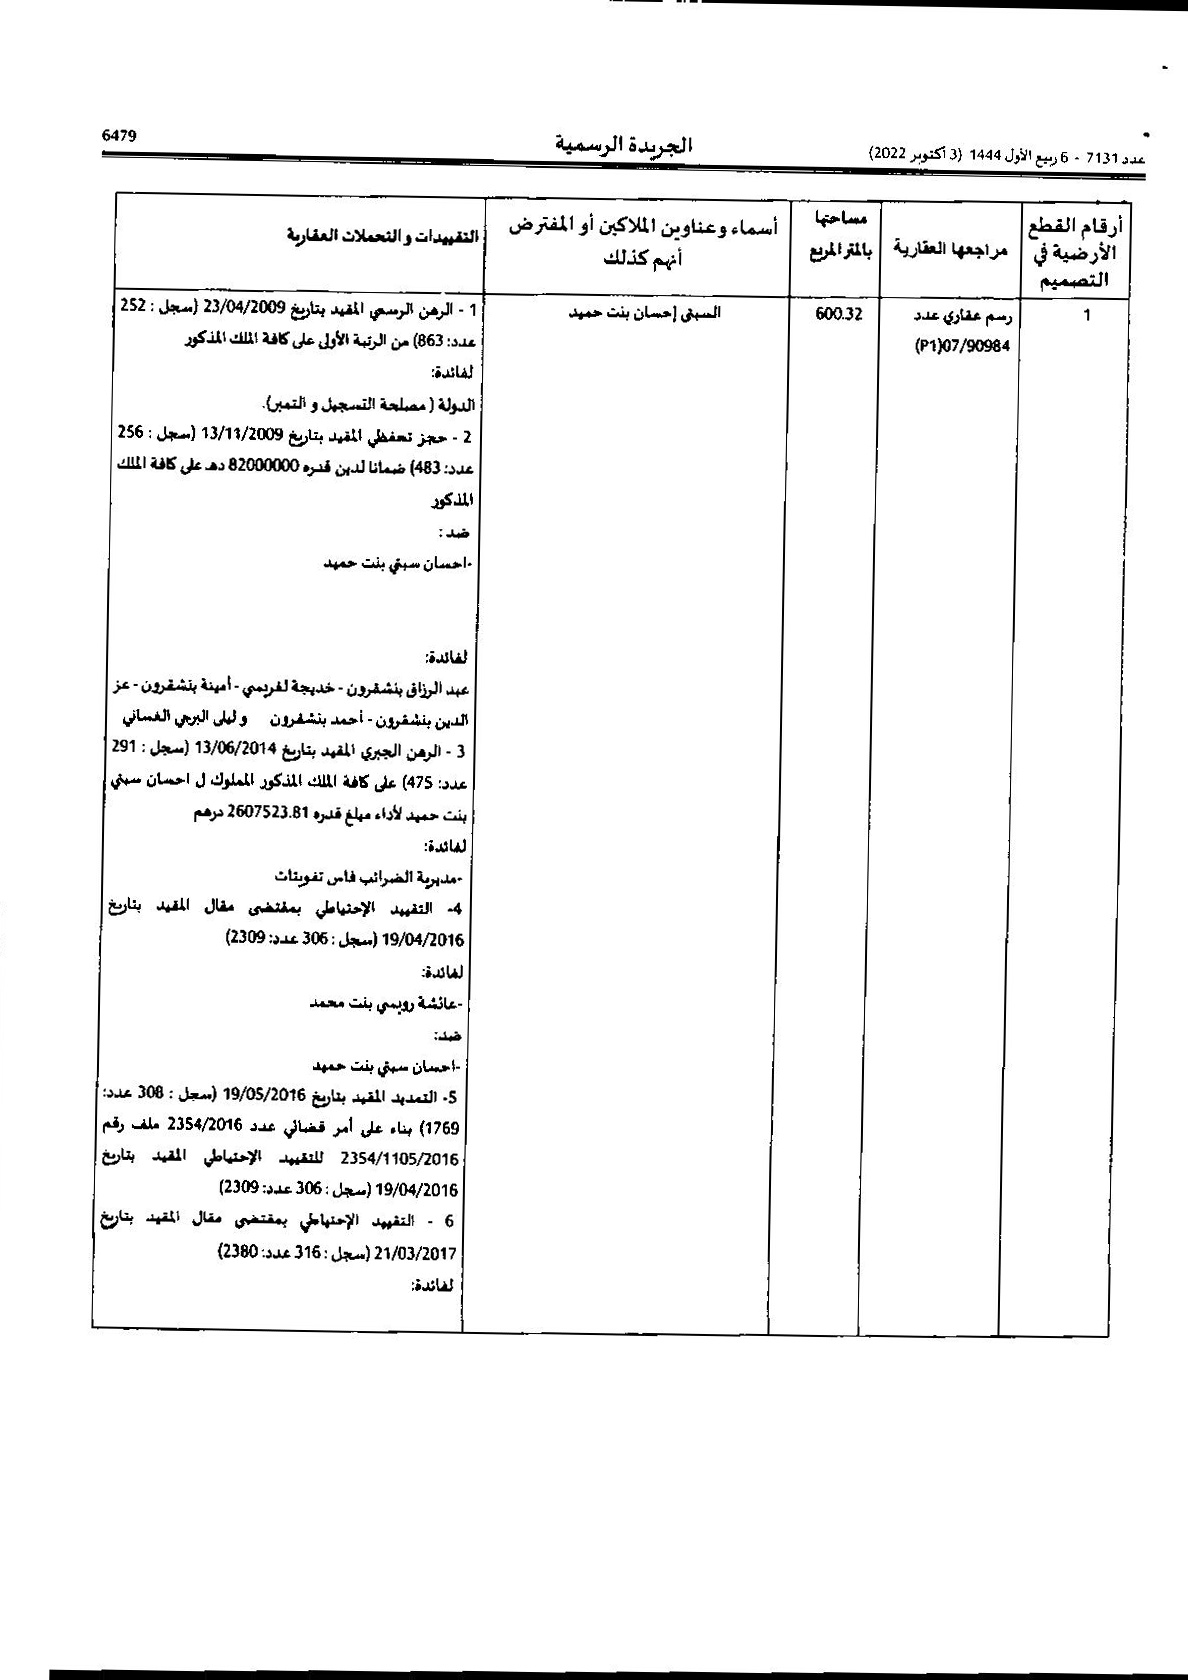 عدد 7131 - 6 ربيع الأول 1444 (3 أكتوبر 2022)
الجريدة الرسمية
6479
أرقام القطع
الأرضية في
التصميم
مراجعها العقارية
مساحتها
بالمتر المربع
أسماء وعناوين الملاكين أو المفترض
أنهم كذلك
التقييدات و التحملات العقارية
1
رسم عقاري عدد
07/90984(P1)
600.32
السبتي إحسان بنت حميد
1 - الرهن الرسمي المقيد بتاريخ 23/04/2009 (سجل : 252
عدد: 863) من الرتبة الأولى على كافة الملك المذكور
لفائدة:
الدولة ( مصلحة التسجيل و التمبر).
2 - حجز تحفظي المقيد بتاريخ 13/11/2009 (سجل : 256
عدد: 483) ضمانا لدين قدره 82000000 دهـ على كافة الملك
المذكور
ضد :
-احسان سبتي بنت حميد
لفائدة:
عبد الرزاق بنشقرون - خديجة لغريمي - أمينة بنشقرون - عز
الدين بنشقرون - أحمد بنشقرون و ليلى البرجي الغساني
3 - الرهن الجبري المقيد بتاريخ 13/06/2014 (سجل : 291
عدد: 475) على كافة الملك المذكور المملوك ل احسان سبتي
بنت حميد لأداء مبلغ قدره 2607523.81 درهم
لفائدة:
-مديرية الضرائب فاس تفويتات
4- التقييد الإحتياطي بمقتضى مقال المقيد بتاريخ
19/04/2016 (سجل : 306 عدد: 2309)
لفائدة:
-عائشة رويسي بنت محمد
ضد:
-احسان سبتي بنت حميد
5- التمديد المقيد بتاريخ 19/05/2016 (سجل : 308 عدد:
1769) بناء على أمر قضائي عدد 2354/2016 ملف رقم
2354/1105/2016 للتقييد الإحتياطي المقيد بتاريخ
19/04/2016 (سجل : 306 عدد: 2309)
6 - التقييد الإحتياطي بمقتضى مقال المقيد بتاريخ
21/03/2017 (سجل : 316 عدد: 2380)
لفائدة: